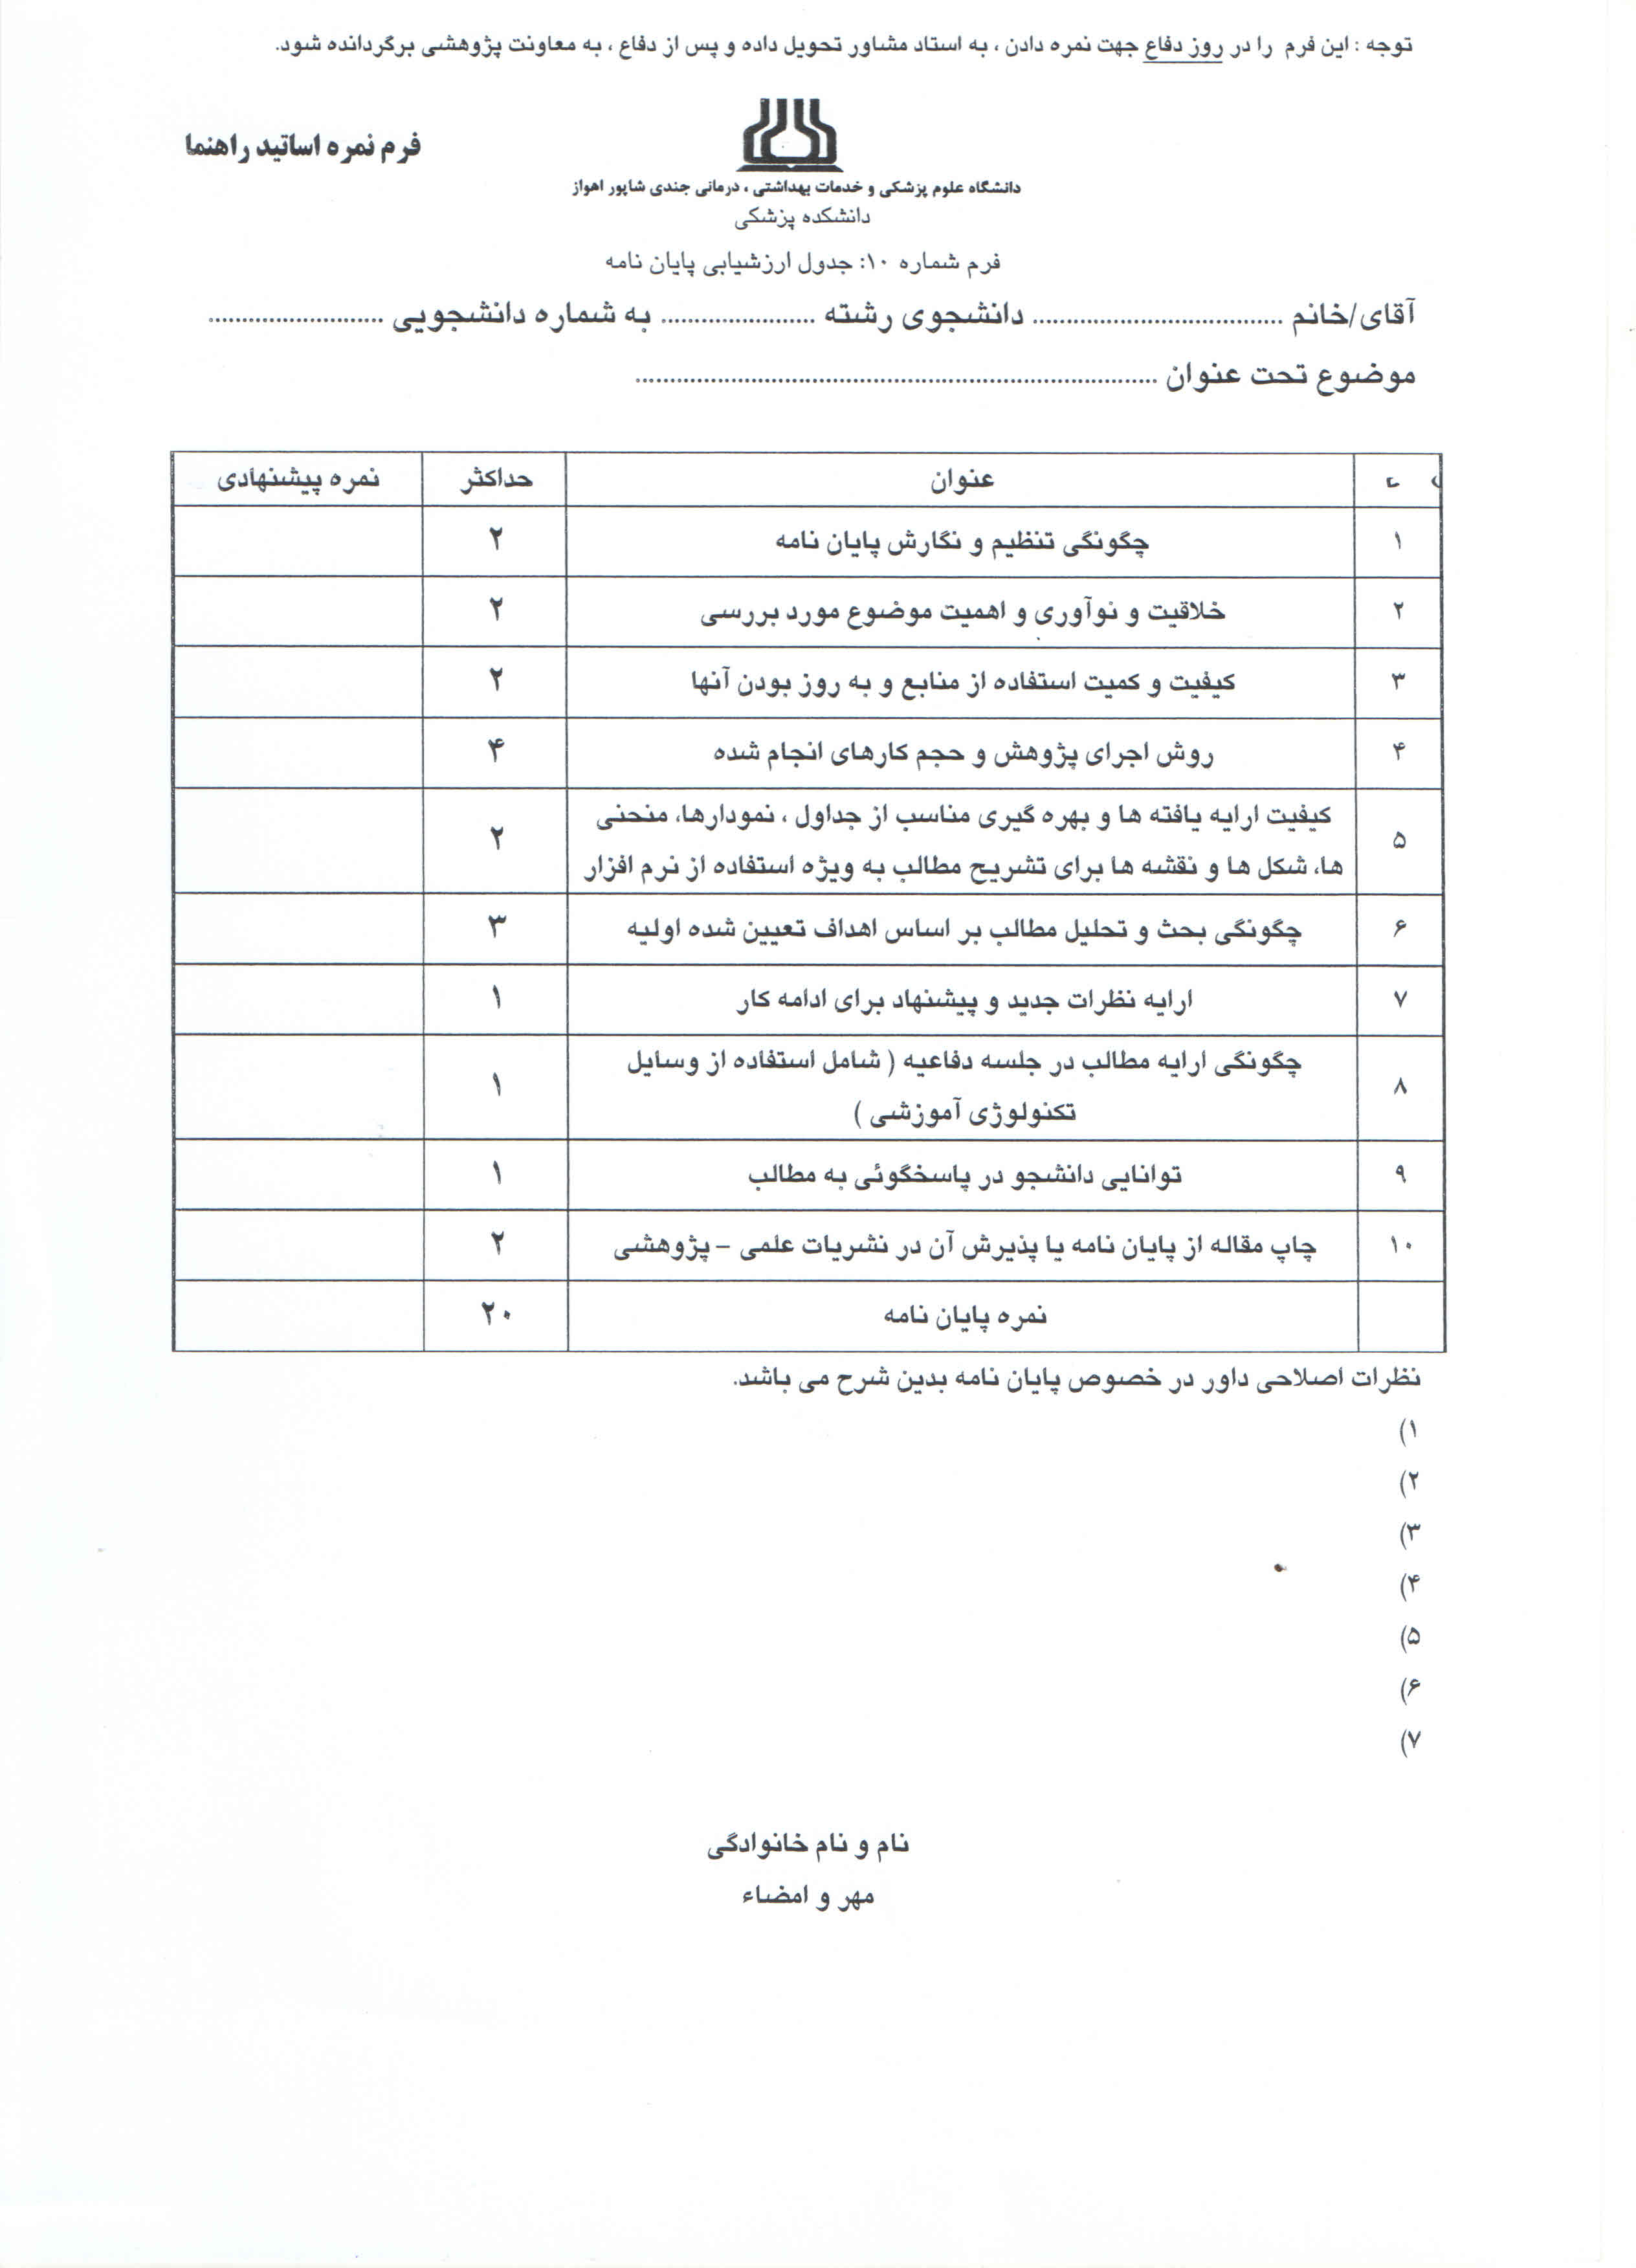 توجه : این فرم را در روز دفاع جهت نمره دادن ، به استاد مشاور تحویل داده و پس از دفاع ، به معاونت پژوهشی برگردانده شود.
فرم نمره اساتید راهنما
دانشگاه علوم پزشکی و خدمات بهداشتی ، درمانی جندی شاپور اهواز
دانشکده پزشکی
فرم شماره ۱۰: جدول ارزشیابی پایان نامه
آقای/خانم ..................................... دانشجوی رشته ....................... به شماره دانشجویی ..........................
موضوع تحت عنوان ..............................................................................
عنوان حداکثر نمره پیشنهادی
۱ چگونگی تنظیم و نگارش پایان نامه ۲
۲ خلاقیت و نوآوری و اهمیت موضوع مورد بررسی ۲
۳ کیفیت و کمیت استفاده از منابع و به روز بودن آنها ۲
۴ روش اجرای پژوهش و حجم کارهای انجام شده ۴
۵ کیفیت ارایه یافته ها و بهره گیری مناسب از جداول ، نمودارها، منحنی
ها، شکل ها و نقشه ها برای تشریح مطالب به ویژه استفاده از نرم افزار ۲
۶ چگونگی بحث و تحلیل مطالب بر اساس اهداف تعیین شده اولیه ۳
۷ ارایه نظرات جدید و پیشنهاد برای ادامه کار ۱
۸ چگونگی ارایه مطالب در جلسه دفاعیه ( شامل استفاده از وسایل
تکنولوژی آموزشی ) ۱
۹ توانایی دانشجو در پاسخگوئی به مطالب ۱
۱۰ چاپ مقاله از پایان نامه یا پذیرش آن در نشریات علمی – پژوهشی ۲
نمره پایان نامه ۲۰
نظرات اصلاحی داور در خصوص پایان نامه بدین شرح می باشد.
۱)
۲)
۳)
۴)
۵)
۶)
۷)
نام و نام خانوادگی
مهر و امضاء